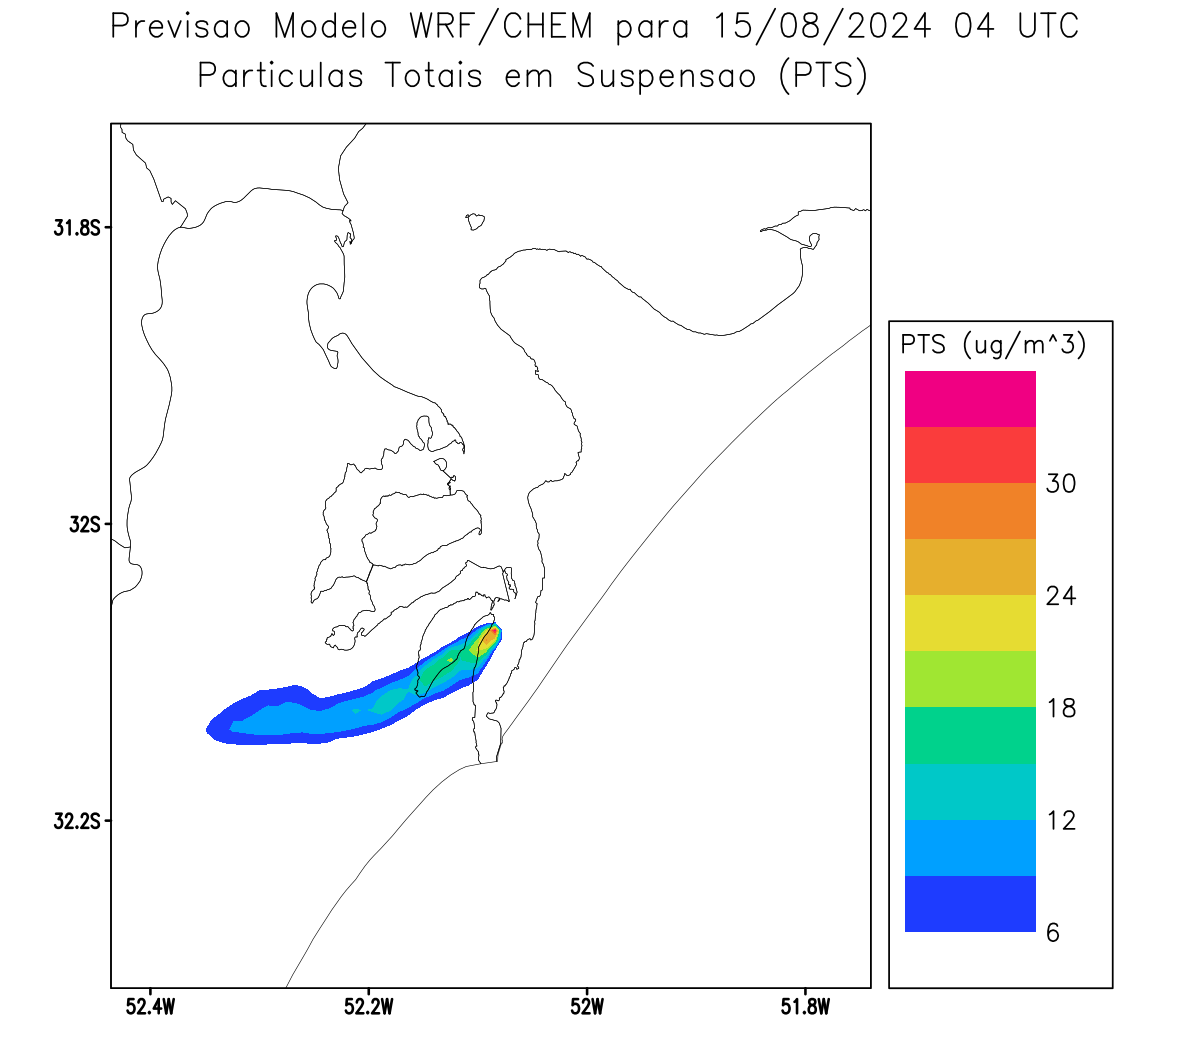 Previsao Modelo WRF/CHEM para 15/08/2024 04 UTC
Particulas Totais em Suspensao (PTS)
31.8S
32S
32.2S
52.4W
52.2W
52W
51.8W
PTS (ug/m^3)
30
24
18
12
6